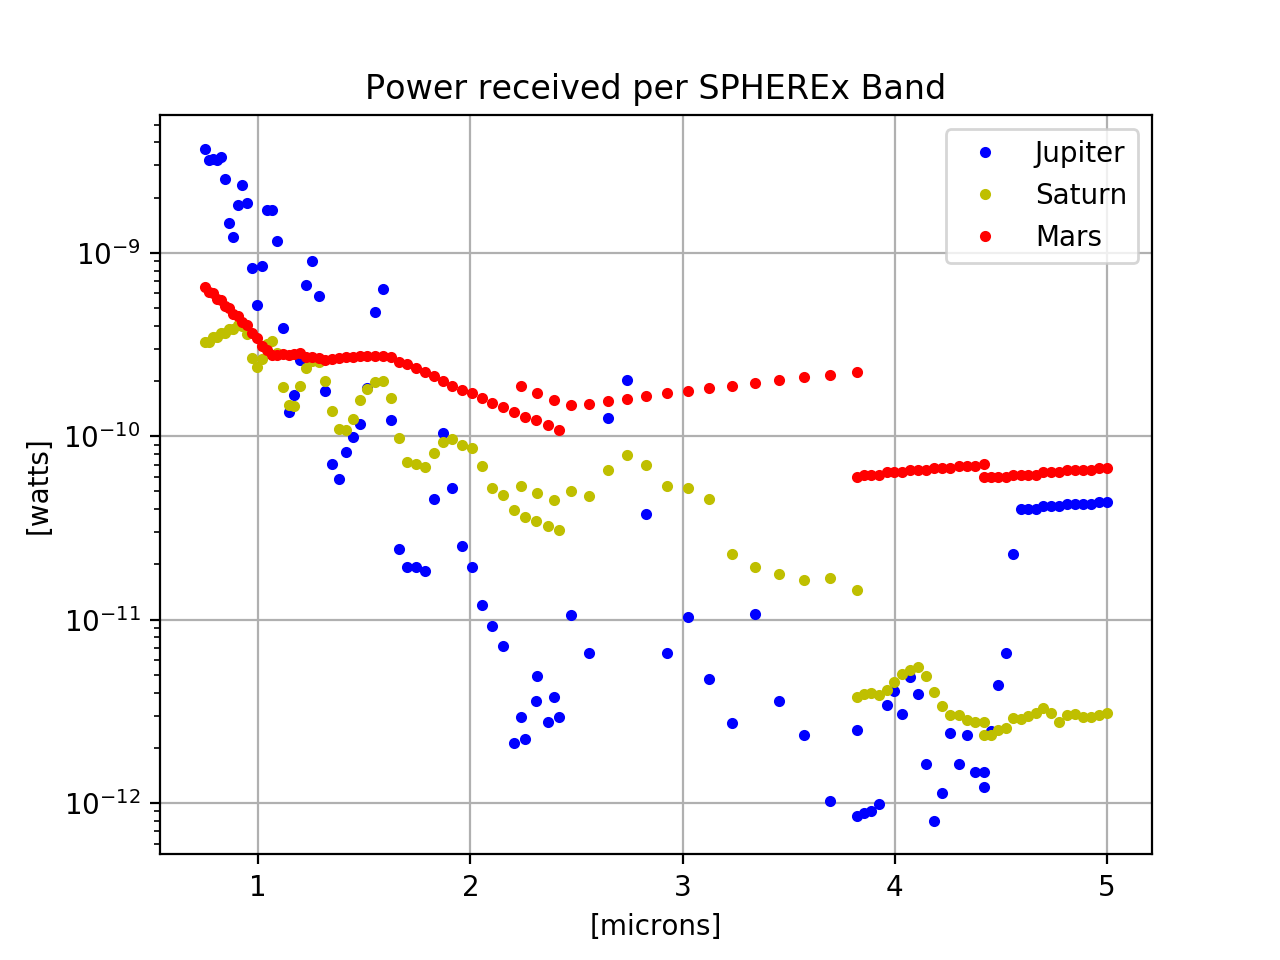 Power received per SPHEREx Band
Jupiter
Saturn
Mars
10⁻⁹
10⁻¹⁰
10⁻¹¹
10⁻¹²
[watts]
1 2 3 4 5
[microns]